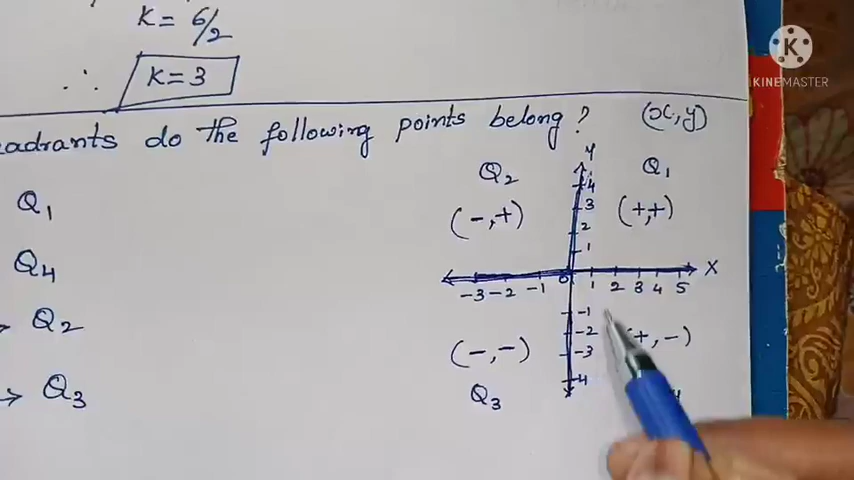 K = 6/2
∴ K = 3
KINEMASTER
do the following points belong? (x,y)
Y
Q2 Q1
4
Q1 3
(-,+) (+,+)
2
1
Q4 X
0
-3 -2 -1 1 2 3 4 5
-1
→ Q2 -2
(-,-) (+,-)
-3
→ Q3 4
Q3